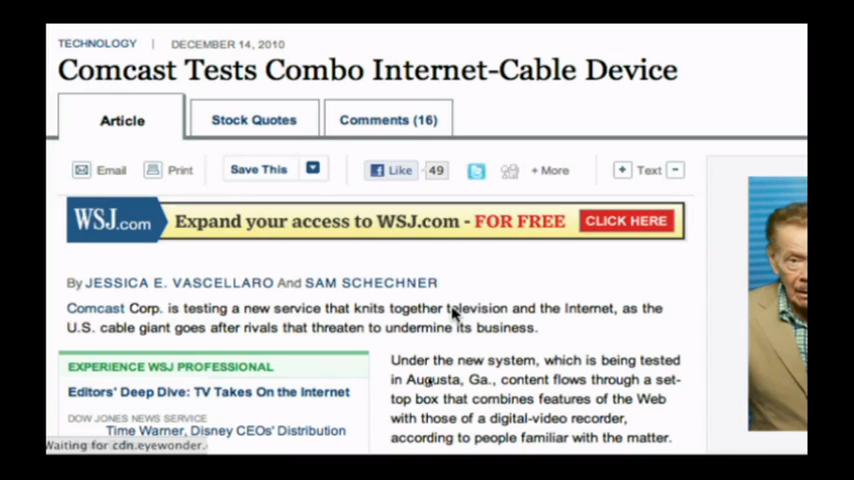 TECHNOLOGY | DECEMBER 14, 2010
Comcast Tests Combo Internet-Cable Device
Article Stock Quotes Comments (16)
Email Print Save This Like 49 + More + Text -
WSJ.com Expand your access to WSJ.com - FOR FREE CLICK HERE
By JESSICA E. VASCELLARO And SAM SCHECHNER
Comcast Corp. is testing a new service that knits together television and the Internet, as the
U.S. cable giant goes after rivals that threaten to undermine its business.
EXPERIENCE WSJ PROFESSIONAL
Editors' Deep Dive: TV Takes On the Internet
DOW JONES NEWS SERVICE
Time Warner, Disney CEOs' Distribution
Under the new system, which is being tested
in Augusta, Ga., content flows through a set-
top box that combines features of the Web
with those of a digital-video recorder,
according to people familiar with the matter.
Waiting for cdn.eyewonder.